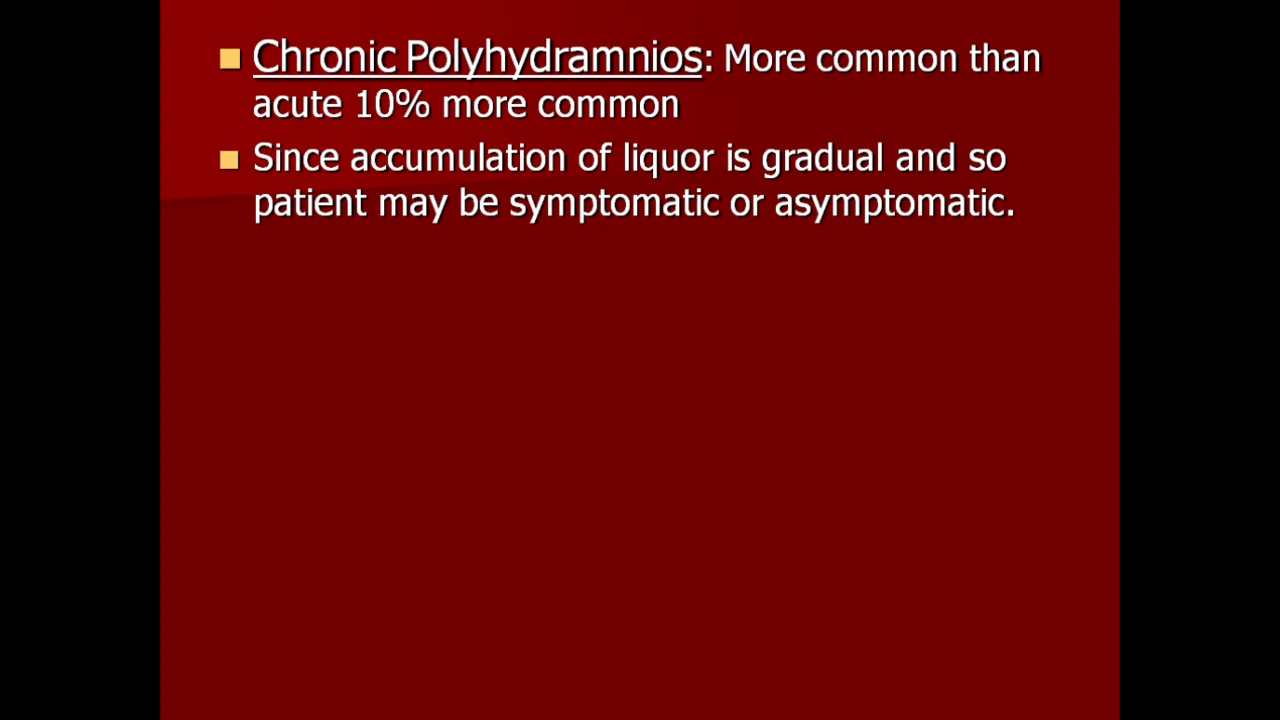 Chronic Polyhydramnios: More common than
acute 10% more common
Since accumulation of liquor is gradual and so
patient may be symptomatic or asymptomatic.